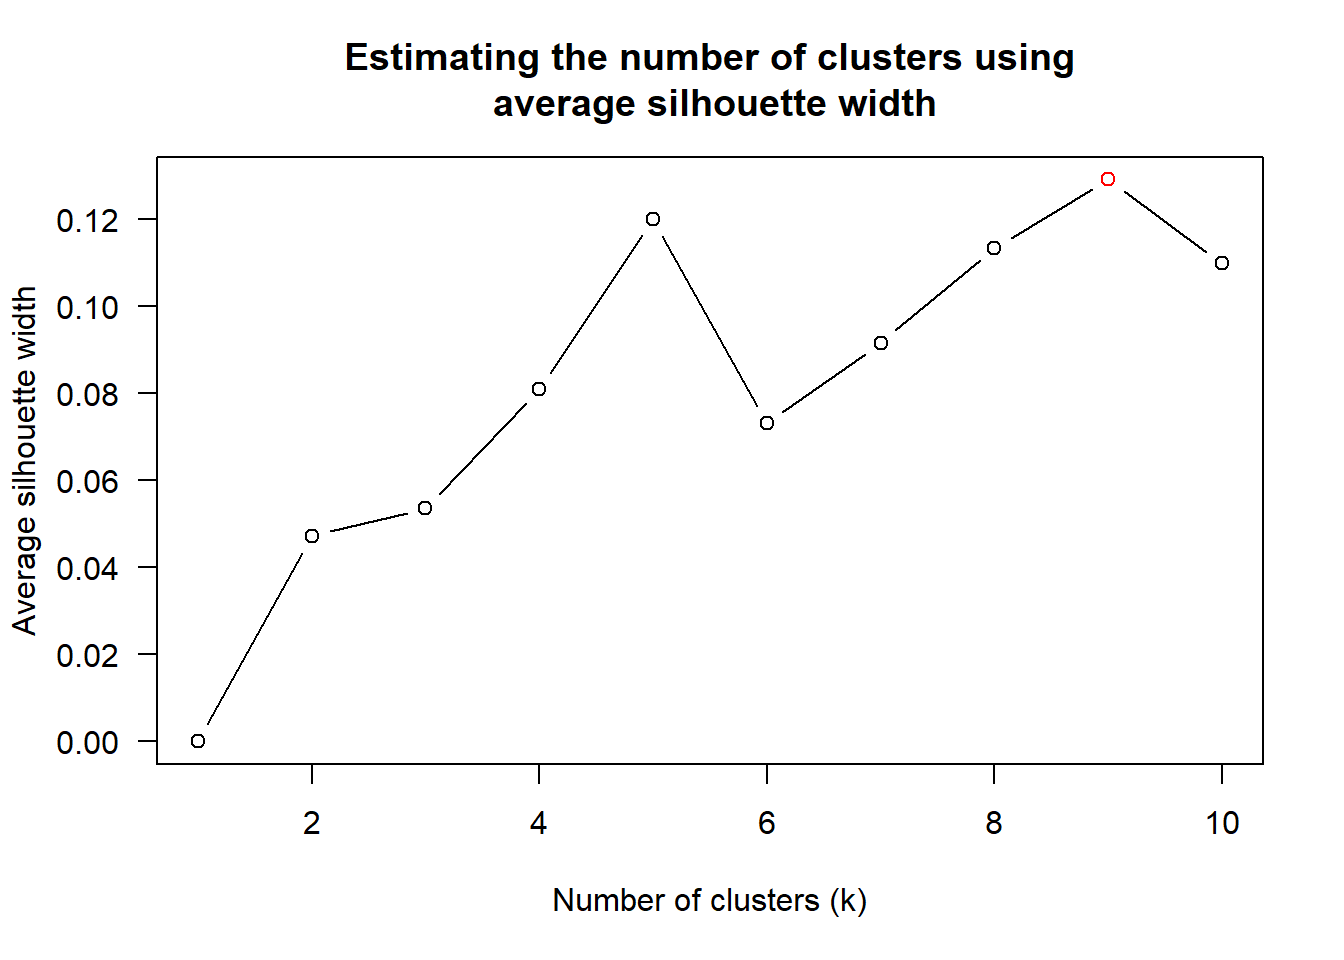 Estimating the number of clusters using
average silhouette width
Average silhouette width
0.12
0.10
0.08
0.06
0.04
0.02
0.00
2 4 6 8 10
Number of clusters (k)